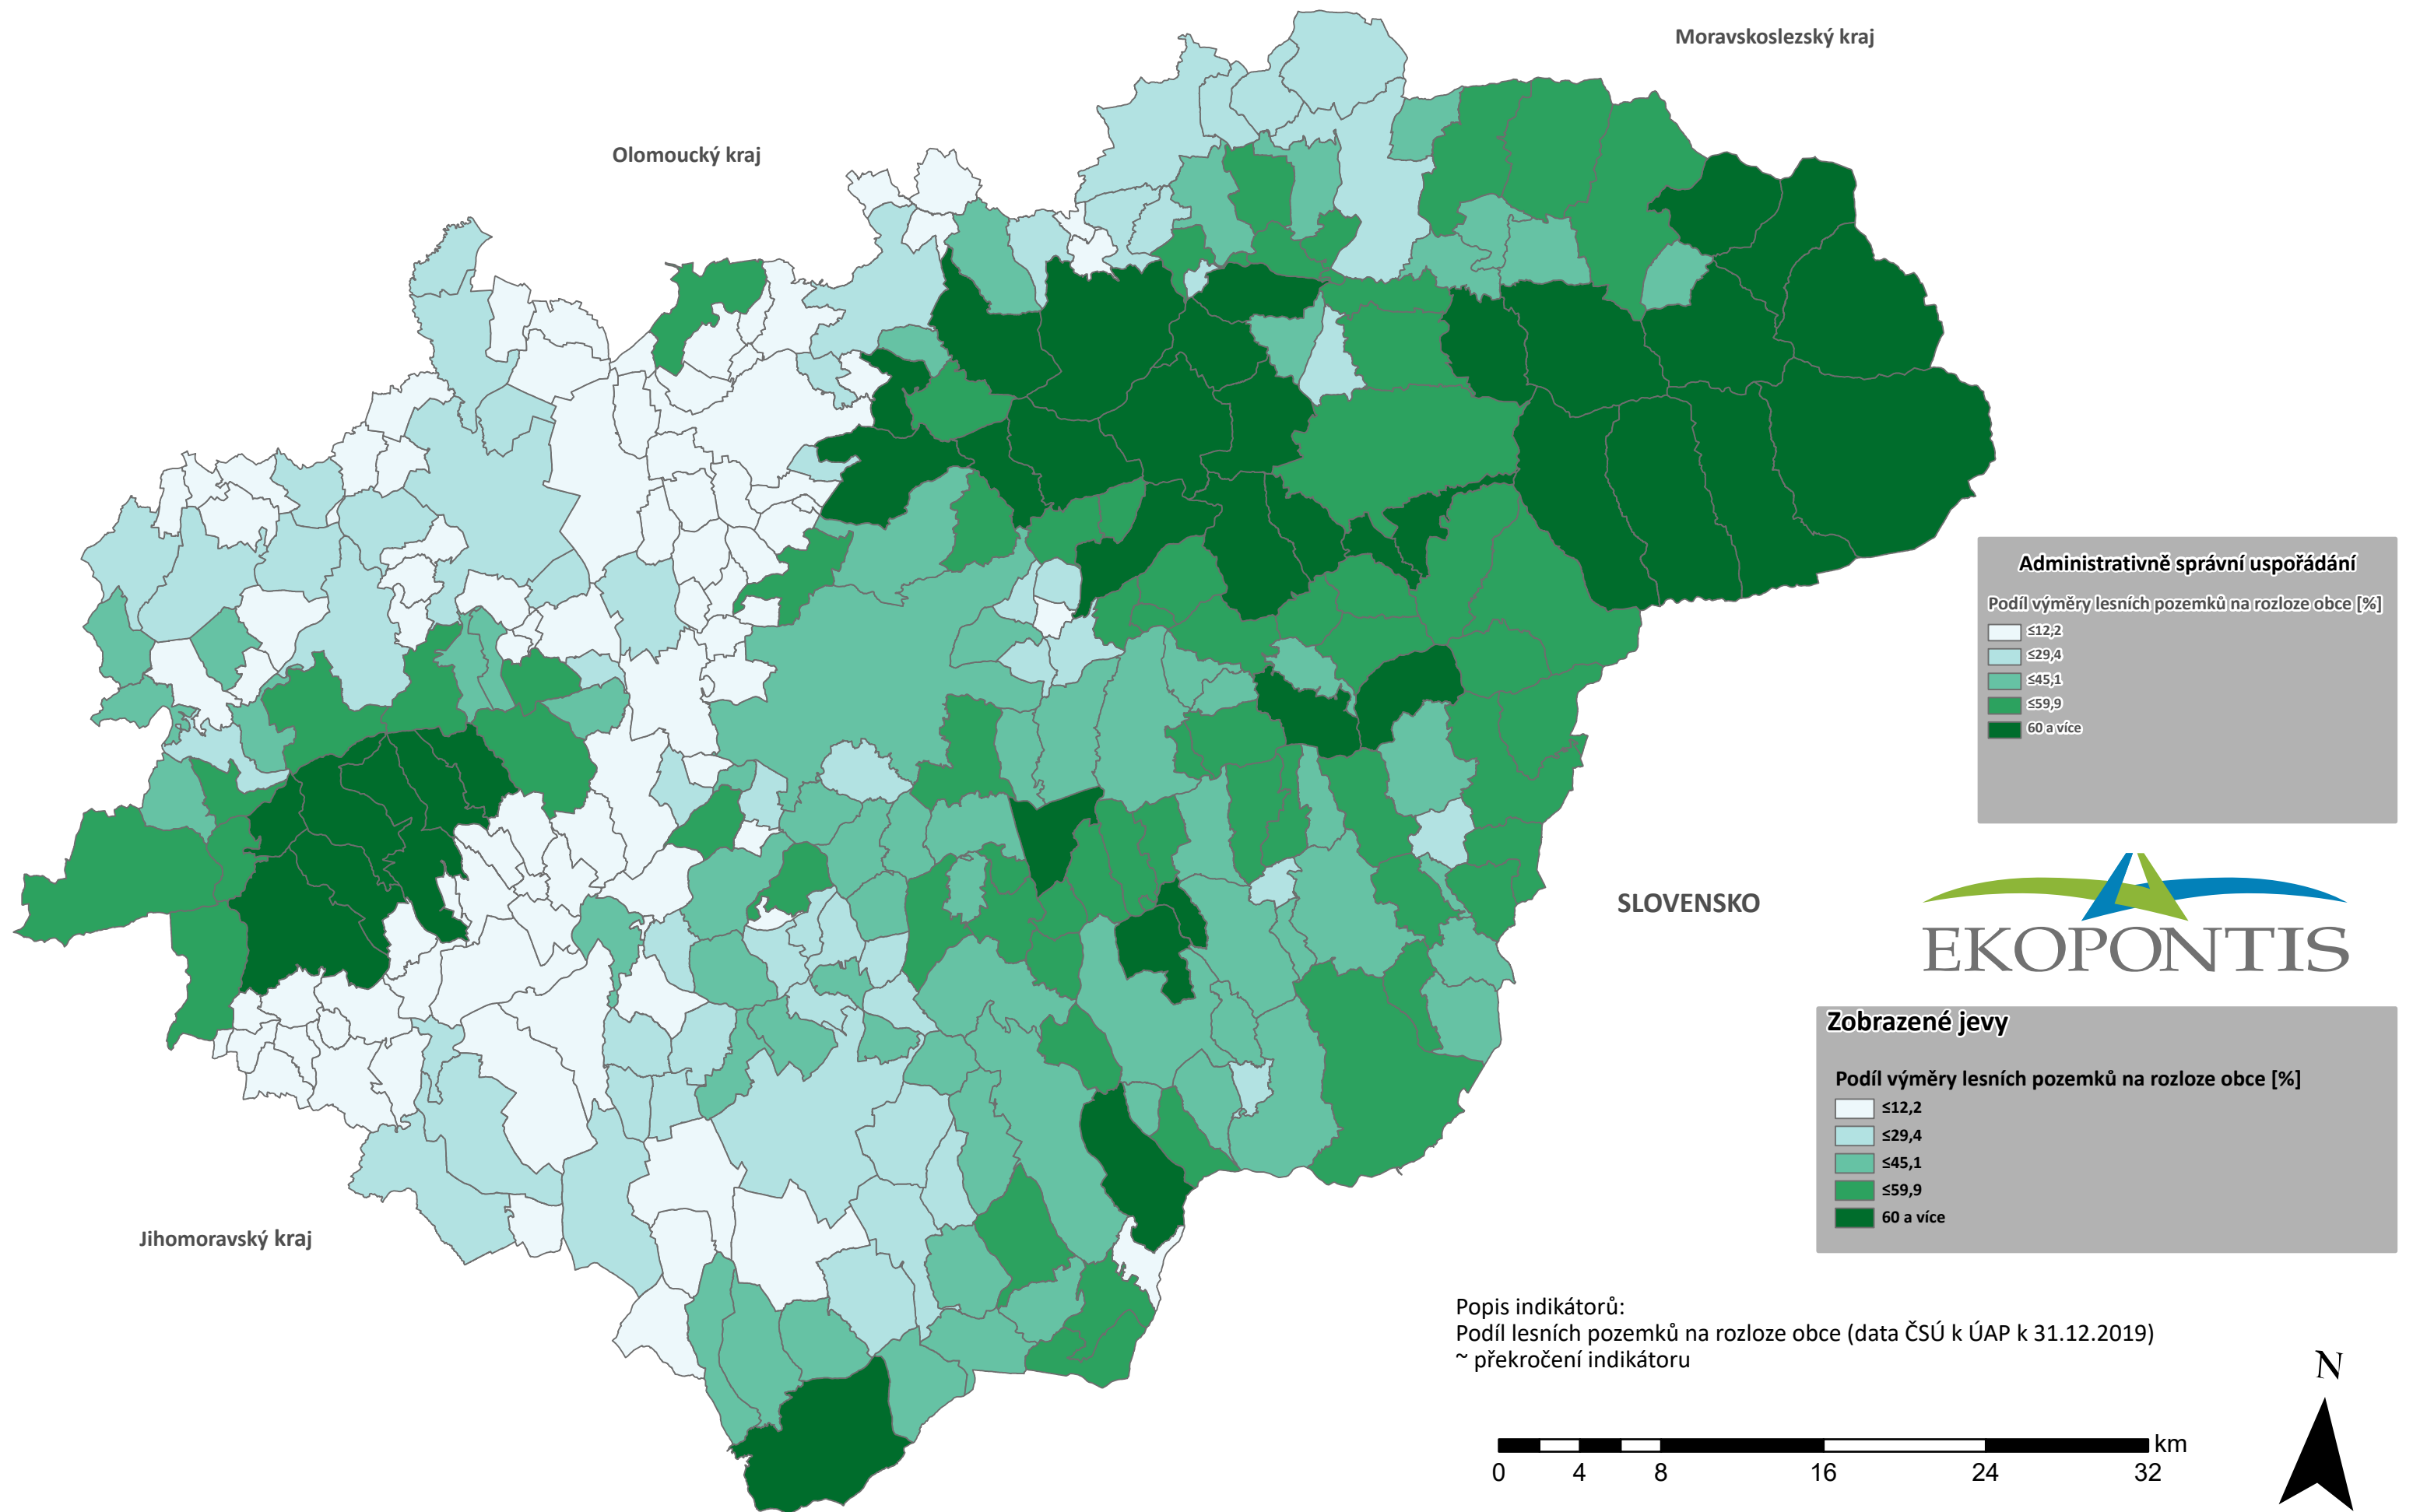 Moravskoslezský kraj
Olomoucký kraj
Administrativně správní uspořádání
Podíl výměry lesních pozemků na rozloze obce [%]
≤12,2
≤29,4
≤45,1
≤59,9
60 a více
SLOVENSKO
EKOPONTIS
Zobrazené jevy
Podíl výměry lesních pozemků na rozloze obce [%]
≤12,2
≤29,4
≤45,1
≤59,9
60 a více
Jihomoravský kraj
Popis indikátorů:
Podíl lesních pozemků na rozloze obce (data ČSÚ k ÚAP k 31.12.2019)
~ překročení indikátoru
N
km
0 4 8 16 24 32